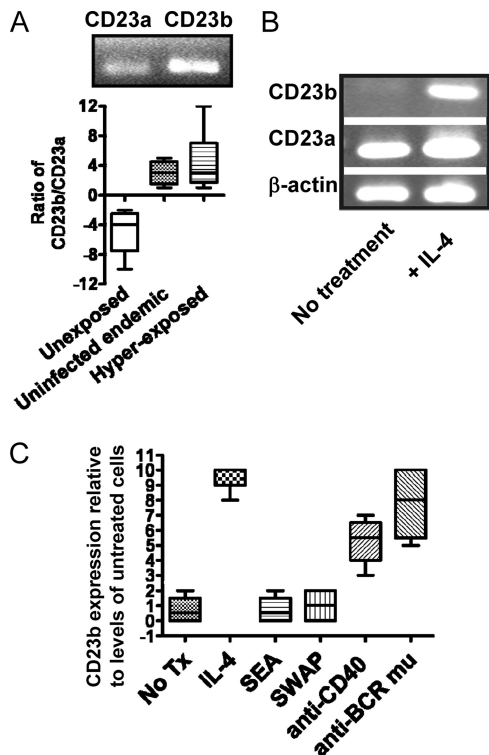 A
CD23a CD23b
12
8
4
0
-4
-8
-12
Ratio of
CD23b/CD23a
Unexposed
Uninfected endemic
Hyper-exposed
B
CD23b
CD23a
β-actin
No treatment
+ IL-4
C
CD23b expression relative
to levels of untreated cells
11
10
9
8
7
6
5
4
3
2
1
0
-1
No Tx
IL-4
SEA
SWAP
anti-CD40
anti-BCR mu